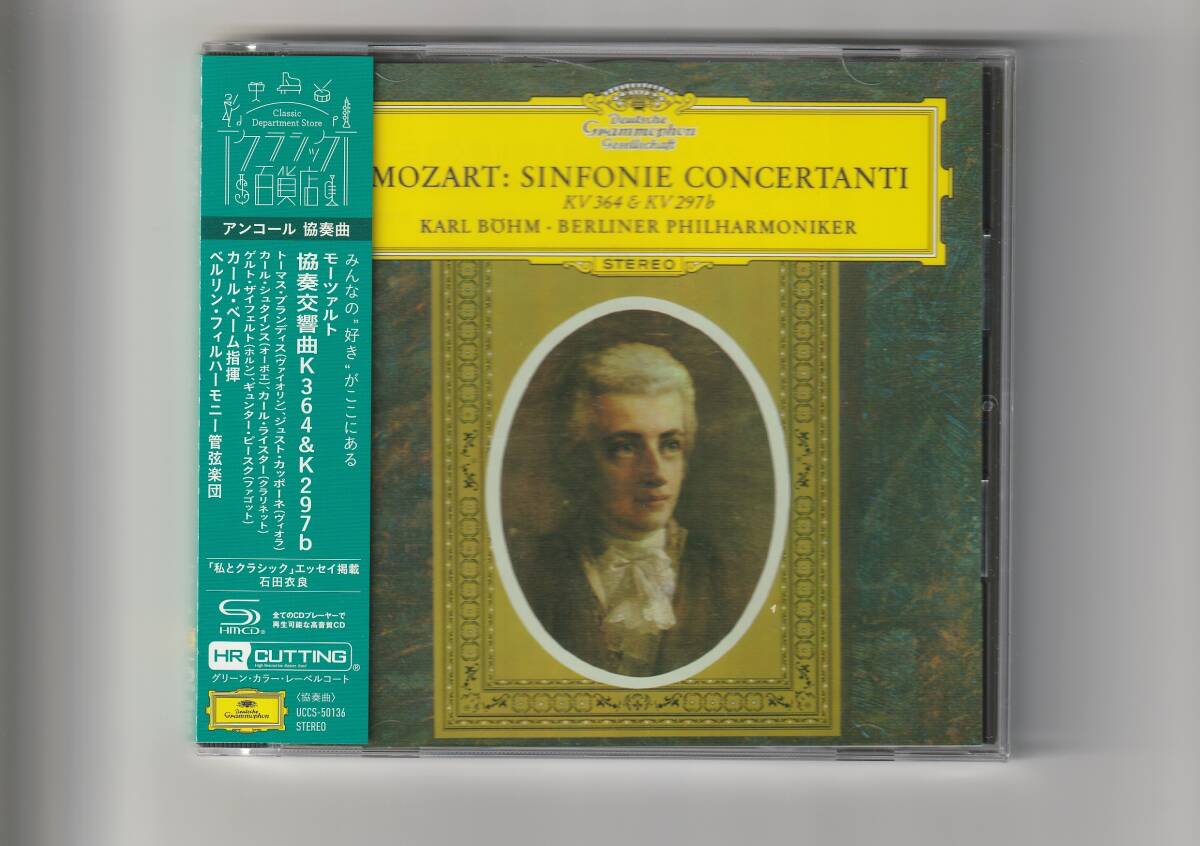 Classic
Department Store
クラシック
百貨店
アンコール 協奏曲
みんなの"好き"がここにある
モーツァルト
協奏交響曲K364&K297b
トーマス・ブランディス(ヴァイオリン)、ジュスト・カッポーネ(ヴィオラ)
カール・シュタインス(オーボエ)、カール・ライスター(クラリネット)
ゲルト・ザイフェルト(ホルン)、ギュンター・ピースク(ファゴット)
カール・ベーム指揮
ベルリン・フィルハーモニー管弦楽団
「私とクラシック」エッセイ掲載
石田衣良
SHM-CD®
全てのCDプレーヤーで
再生可能な高音質CD
HR CUTTING®
High Resolution Master Used
グリーン・カラー・レーベルコート
Deutsche
Grammophon
〈協奏曲〉
UCCS-50136
STEREO
Deutsche
Grammophon
Gesellschaft
MOZART: SINFONIE CONCERTANTI
KV 364 & KV 297b
KARL BÖHM - BERLINER PHILHARMONIKER
STEREO